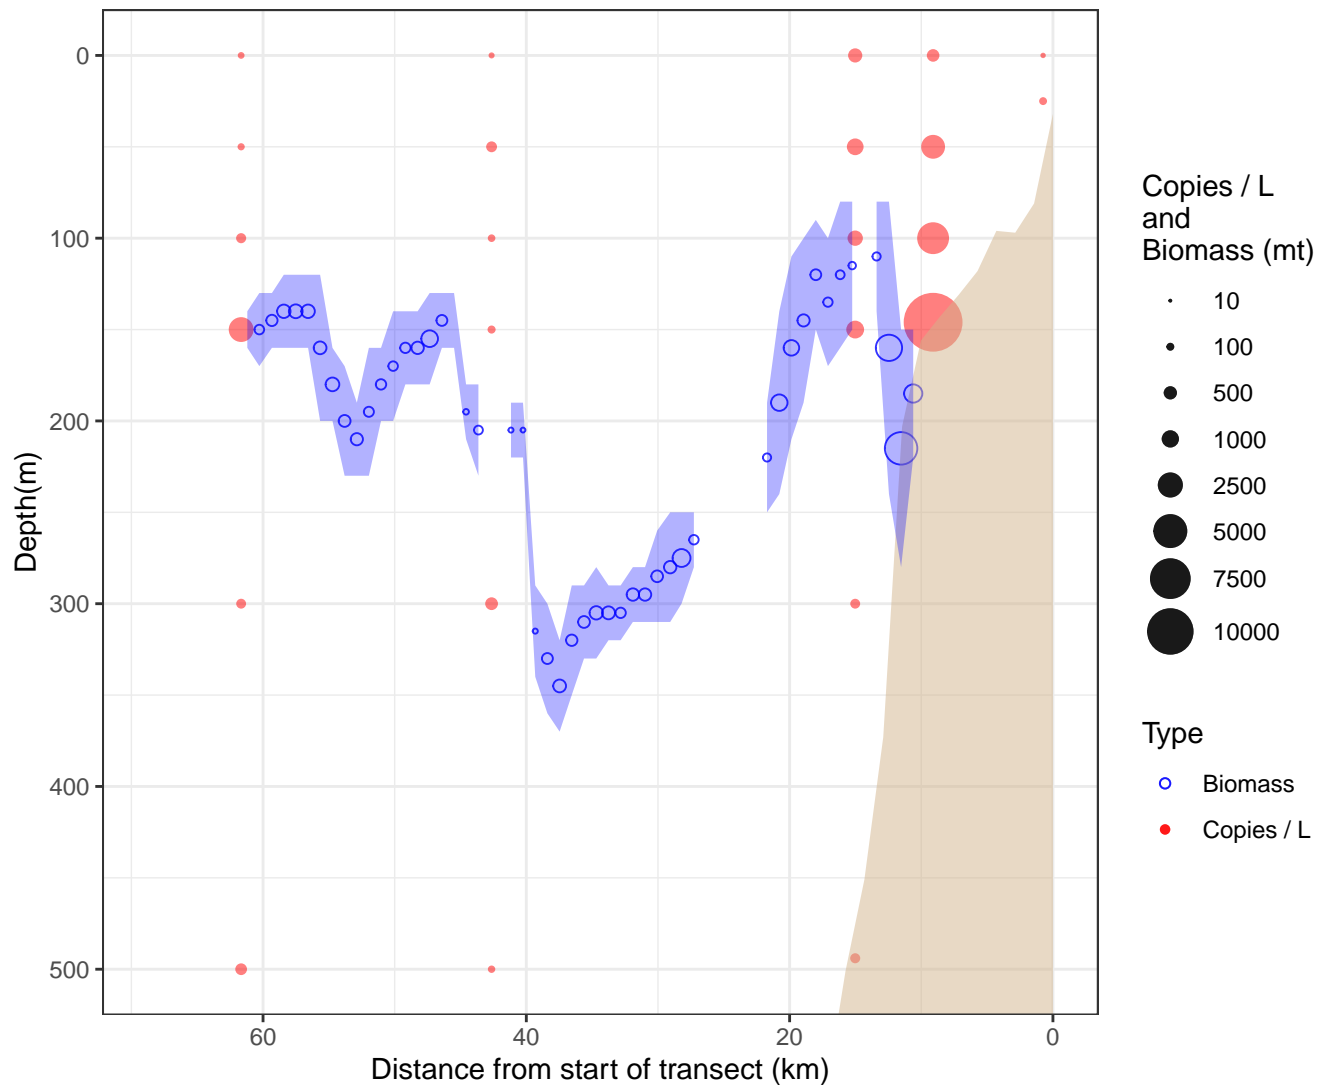 0
100
200
300
400
500
Depth(m)
60
40
20
0
Distance from start of transect (km)
Copies / L
and
Biomass (mt)
10
100
500
1000
2500
5000
7500
10000
Type
Biomass
Copies / L